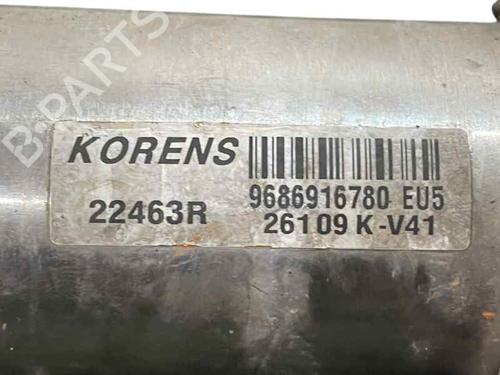 B-PARTS
KORENS
9686916780 EU5
22463R
26109 K-V41